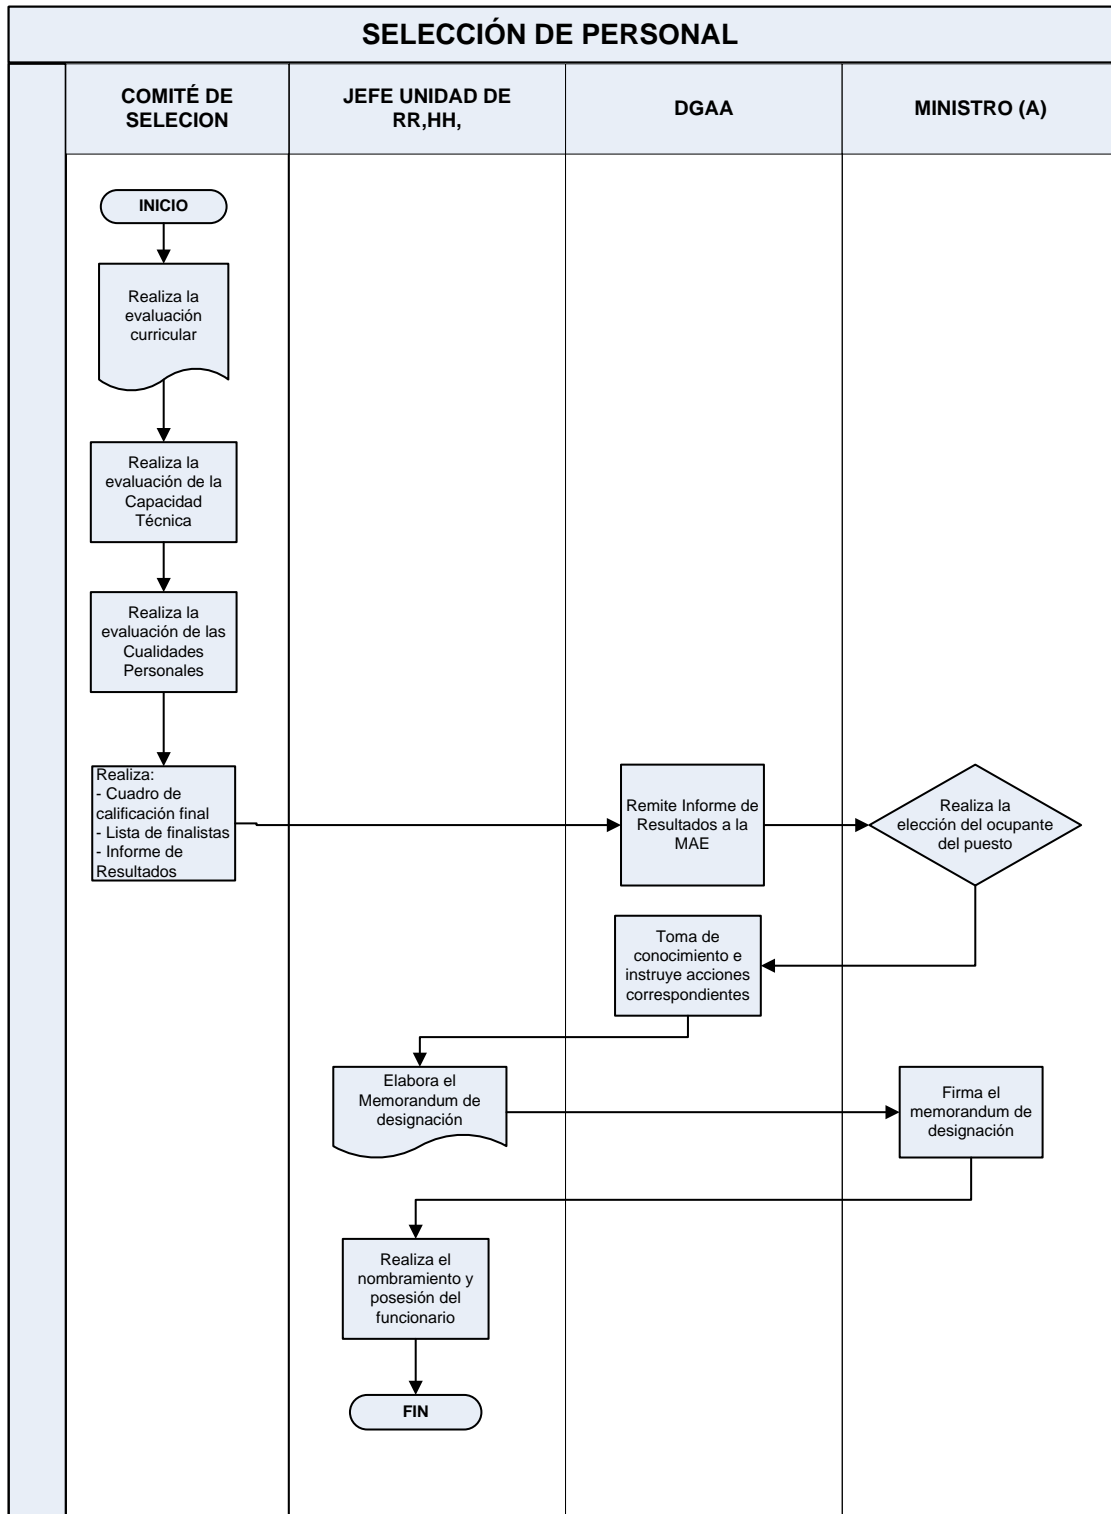 SELECCIÓN DE PERSONAL
COMITÉ DE
SELECION
JEFE UNIDAD DE
RR,HH,
DGAA
MINISTRO (A)
INICIO
Realiza la
evaluación
curricular
Realiza la
evaluación de la
Capacidad
Técnica
Realiza la
evaluación de las
Cualidades
Personales
Realiza:
- Cuadro de
calificación final
- Lista de finalistas
- Informe de
Resultados
Remite Informe de
Resultados a la
MAE
Realiza la
elección del ocupante
del puesto
Toma de
conocimiento e
instruye acciones
correspondientes
Elabora el
Memorandum de
designación
Firma el
memorandum de
designación
Realiza el
nombramiento y
posesión del
funcionario
FIN